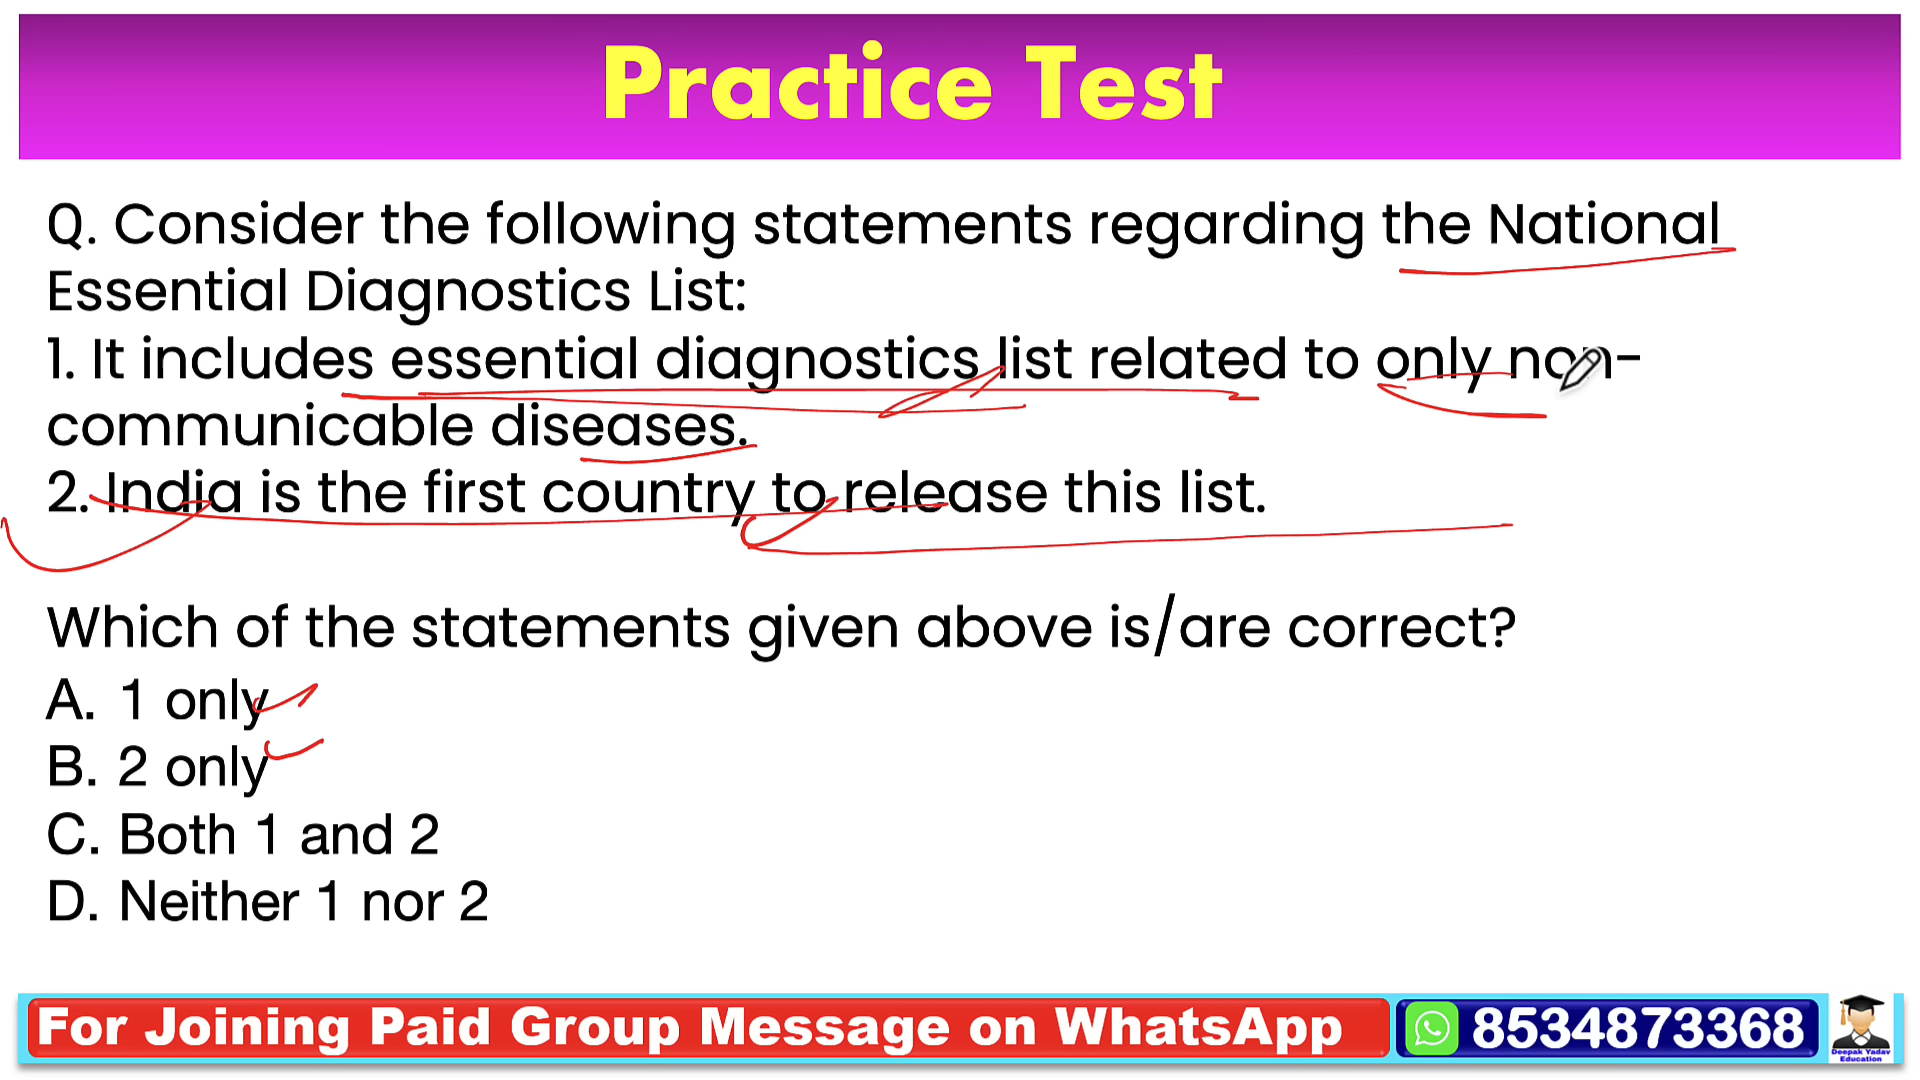 Practice Test
Q. Consider the following statements regarding the National
Essential Diagnostics List:
1. It includes essential diagnostics list related to only non-
communicable diseases.
2. India is the first country to release this list.
Which of the statements given above is/are correct?
A. 1 only
B. 2 only
C. Both 1 and 2
D. Neither 1 nor 2
For Joining Paid Group Message on WhatsApp 8534873368
Deepak Yadav
Education